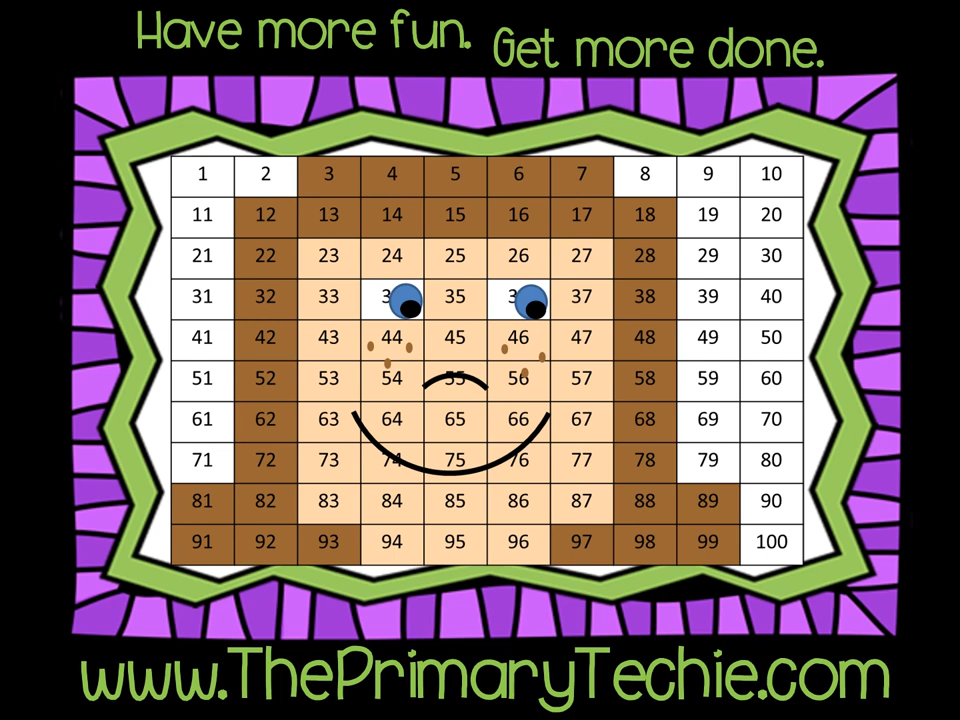 Have more fun. Get more done.
1 2 3 4 5 6 7 8 9 10
11 12 13 14 15 16 17 18 19 20
21 22 23 24 25 26 27 28 29 30
31 32 33 3 35 3 37 38 39 40
41 42 43 44 45 46 47 48 49 50
51 52 53 54 55 56 57 58 59 60
61 62 63 64 65 66 67 68 69 70
71 72 73 74 75 76 77 78 79 80
81 82 83 84 85 86 87 88 89 90
91 92 93 94 95 96 97 98 99 100
www.ThePrimaryTechie.com